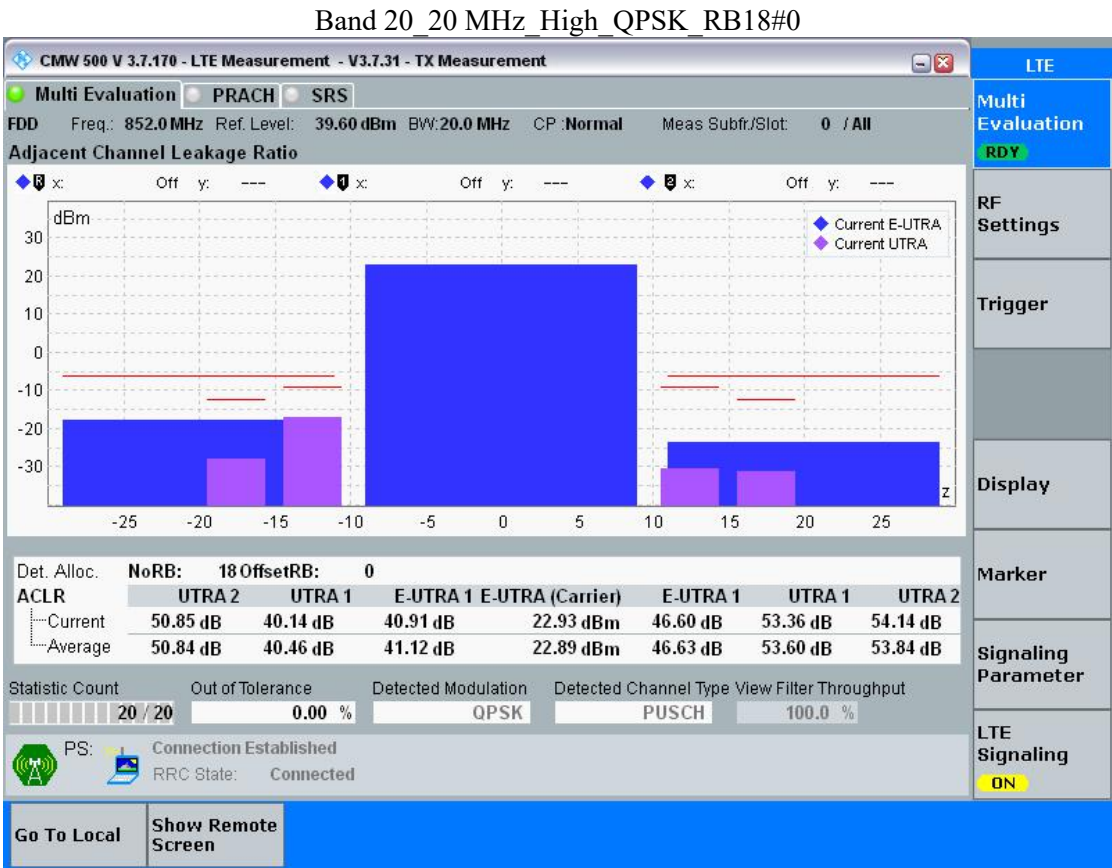 Band 20_20 MHz_High_QPSK_RB18#0
CMW 500 V 3.7.170 - LTE Measurement - V3.7.31 - TX Measurement
LTE
Multi Evaluation PRACH SRS
Multi Evaluation
RDY
FDD Freq.: 852.0 MHz Ref. Level: 39.60 dBm BW:20.0 MHz CP :Normal Meas Subfr./Slot: 0 / All
Adjacent Channel Leakage Ratio
R x: Off y: --- 1 x: Off y: --- 2 x: Off y: ---
dBm
Current E-UTRA
Current UTRA
30
20
10
0
-10
-20
-30
z
-25 -20 -15 -10 -5 0 5 10 15 20 25
RF Settings
Trigger
Display
Marker
Signaling Parameter
LTE Signaling
ON
Det. Alloc. NoRB: 18 OffsetRB: 0
ACLR UTRA 2 UTRA 1 E-UTRA 1 E-UTRA (Carrier) E-UTRA 1 UTRA 1 UTRA 2
Current 50.85 dB 40.14 dB 40.91 dB 22.93 dBm 46.60 dB 53.36 dB 54.14 dB
Average 50.84 dB 40.46 dB 41.12 dB 22.89 dBm 46.63 dB 53.60 dB 53.84 dB
Statistic Count Out of Tolerance Detected Modulation Detected Channel Type View Filter Throughput
20 / 20 0.00 % QPSK PUSCH 100.0 %
PS: Connection Established
RRC State: Connected
Go To Local
Show Remote Screen